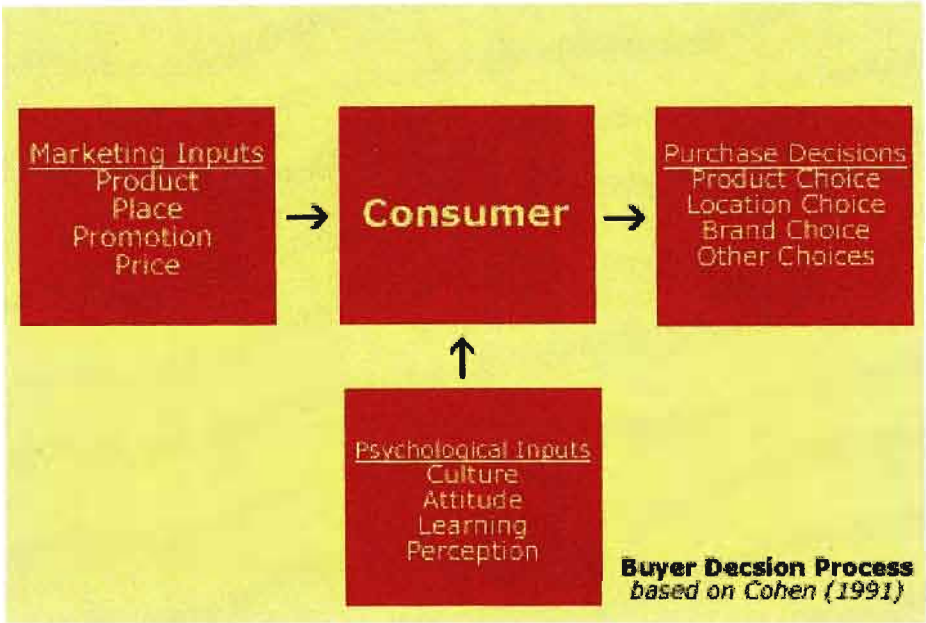 Marketing Inputs
Product
Place
Promotion
Price
Consumer
Purchase Decisions
Product Choice
Location Choice
Brand Choice
Other Choices
Psychological Inputs
Culture
Attitude
Learning
Perception
Buyer Decsion Process
based on Cohen (1991)